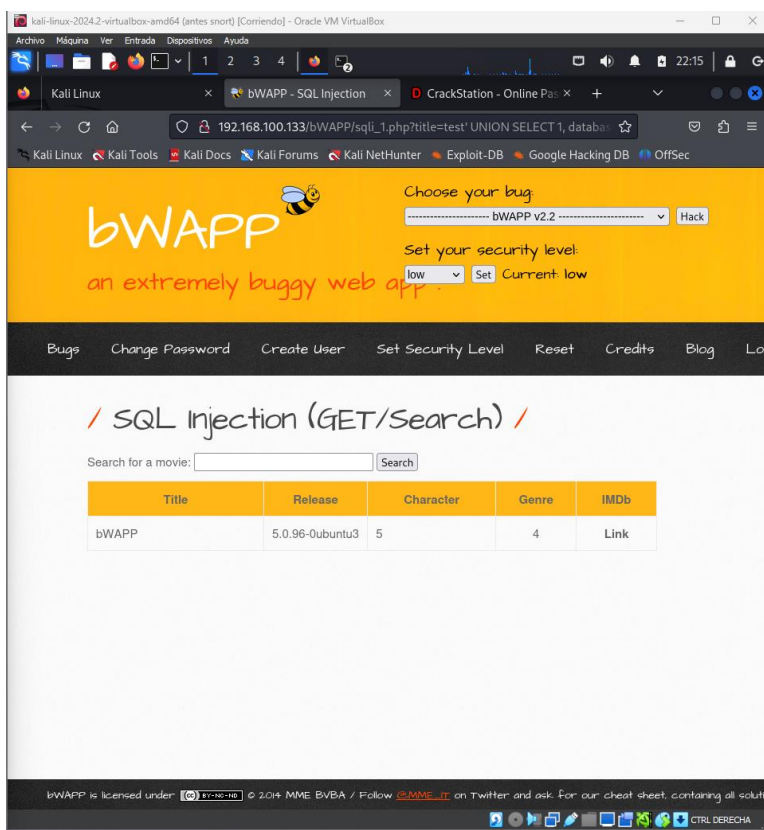 kali-linux-2024.2-virtualbox-amd64 (antes snort) [Corriendo] - Oracle VM VirtualBox
Archivo Máquina Ver Entrada Dispositivos Ayuda
1 2 3 4 22:15
Kali Linux bWAPP - SQL Injection CrackStation - Online Pas
192.168.100.133/bWAPP/sqli_1.php?title=test' UNION SELECT 1, databas
Kali Linux Kali Tools Kali Docs Kali Forums Kali NetHunter Exploit-DB Google Hacking DB OffSec
bWAPP
an extremely buggy web app !
Choose your bug:
---------------------- bWAPP v2.2 ----------------------- Hack
Set your security level:
low Set Current: low
Bugs Change Password Create User Set Security Level Reset Credits Blog Lo
/ SQL Injection (GET/Search) /
Search for a movie: Search
Title Release Character Genre IMDb
bWAPP 5.0.96-0ubuntu3 5 4 Link
bWAPP is licensed under (cc) BY-NC-ND © 2014 MME BVBA / Follow @MME_IT on Twitter and ask for our cheat sheet, containing all soluti
CTRL DERECHA